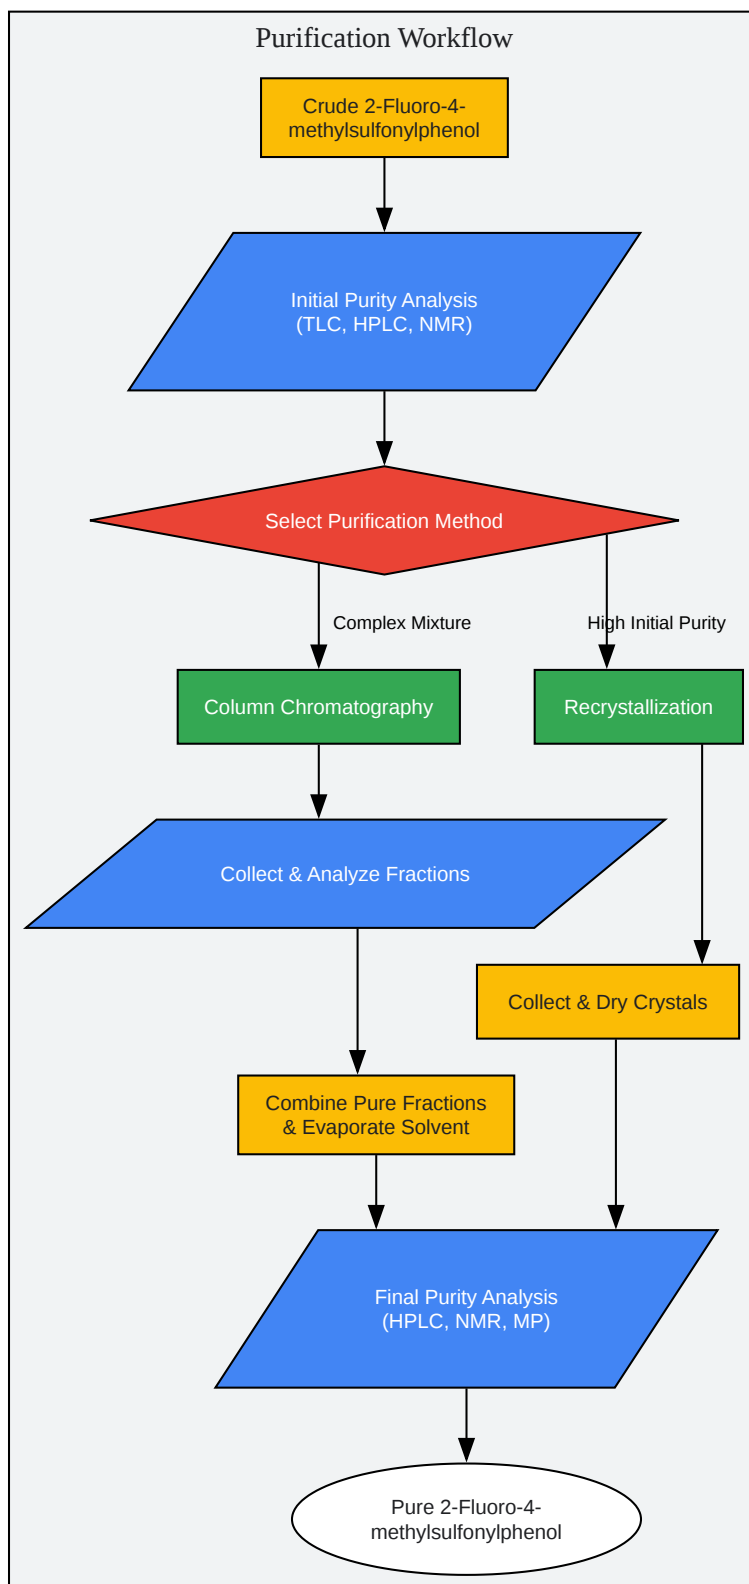 Purification Workflow
Crude 2-Fluoro-4-
methylsulfonylphenol
Initial Purity Analysis
(TLC, HPLC, NMR)
Select Purification Method
Complex Mixture
High Initial Purity
Column Chromatography
Recrystallization
Collect & Analyze Fractions
Collect & Dry Crystals
Combine Pure Fractions
& Evaporate Solvent
Final Purity Analysis
(HPLC, NMR, MP)
Pure 2-Fluoro-4-
methylsulfonylphenol